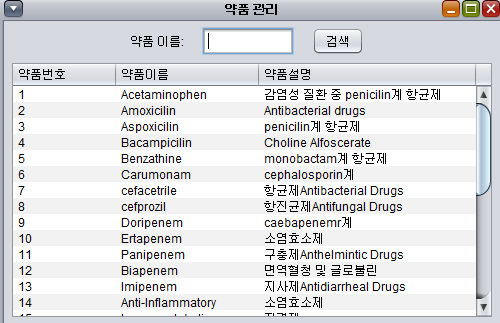 약품 관리
약품 이름: 검색
약품번호 약품이름 약품설명
1 Acetaminophen 감염성 질환 중 penicilin계 항균제
2 Amoxicilin Antibacterial drugs
3 Aspoxicilin penicilin계 항균제
4 Bacampicilin Choline Alfoscerate
5 Benzathine monobactam계 항균제
6 Carumonam cephalosporin계
7 cefacetrile 항균제Antibacterial Drugs
8 cefprozil 항진균제Antifungal Drugs
9 Doripenem caebapenemr계
10 Ertapenem 소염효소제
11 Panipenem 구충제Anthelmintic Drugs
12 Biapenem 면역혈청 및 글로불린
13 Imipenem 지사제Antidiarrheal Drugs
14 Anti-Inflammatory 소염효소제